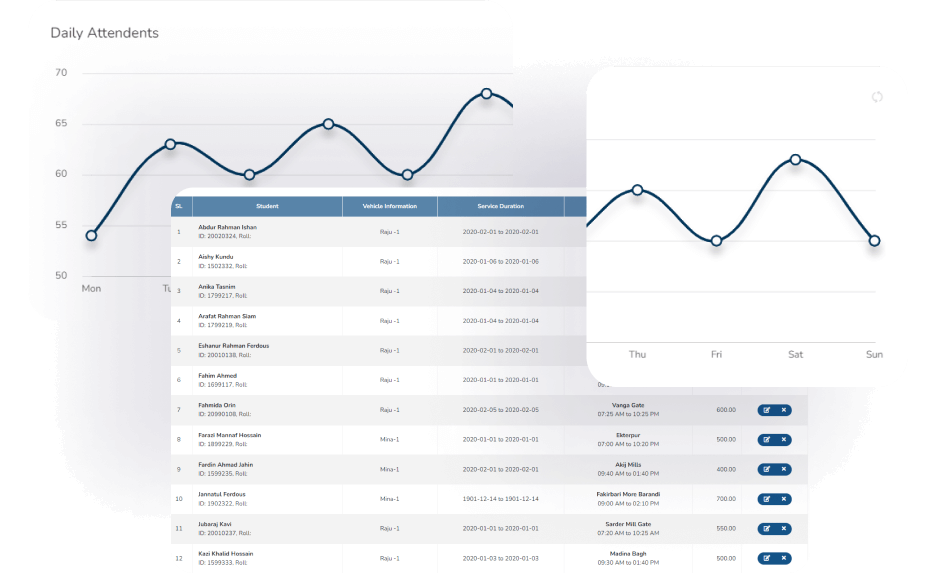 Daily Attendents
70
65
60
55
50
Mon
Tu
Thu
Fri
Sat
Sun
SL Student Vehicle Information Service Duration
1 Abdur Rahman Ishan Raju -1 2020-02-01 to 2020-02-01
ID: 20020324, Roll:
2 Aishy Kundu Raju -1 2020-01-06 to 2020-01-06
ID: 1502332, Roll:
3 Anika Tasnim Raju -1 2020-01-04 to 2020-01-04
ID: 1799217, Roll:
4 Arafat Rahman Siam Raju -1 2020-01-04 to 2020-01-04
ID: 1799219, Roll:
5 Eshanur Rahman Ferdous Raju -1 2020-02-01 to 2020-02-01
ID: 20010138, Roll:
6 Fahim Ahmed Raju -1 2020-01-01 to 2020-01-01
ID: 1699117, Roll:
7 Fahmida Orin Raju -1 2020-02-05 to 2020-02-05 Vanga Gate 600.00
ID: 20990108, Roll: 07:25 AM to 10:25 PM
8 Farazi Mannaf Hossain Mina-1 2020-01-01 to 2020-01-01 Ekterpur 500.00
ID: 1899229, Roll: 07:00 AM to 10:20 PM
9 Fardin Ahmad Jahin Mina-1 2020-02-01 to 2020-02-01 Akij Mills 400.00
ID: 1599235, Roll: 09:40 AM to 01:40 PM
10 Jannatul Ferdous Mina-1 1901-12-14 to 1901-12-14 Fakirbari More Barandi 700.00
ID: 1902322, Roll: 09:00 AM to 02:10 PM
11 Jubaraj Kavi Raju -1 2020-01-01 to 2020-01-01 Sarder Mill Gate 550.00
ID: 20010237, Roll: 07:20 AM to 10:25 AM
12 Kazi Khalid Hossain Raju -1 2020-01-03 to 2020-01-03 Madina Bagh 500.00
ID: 1599333, Roll: 09:30 AM to 01:40 PM